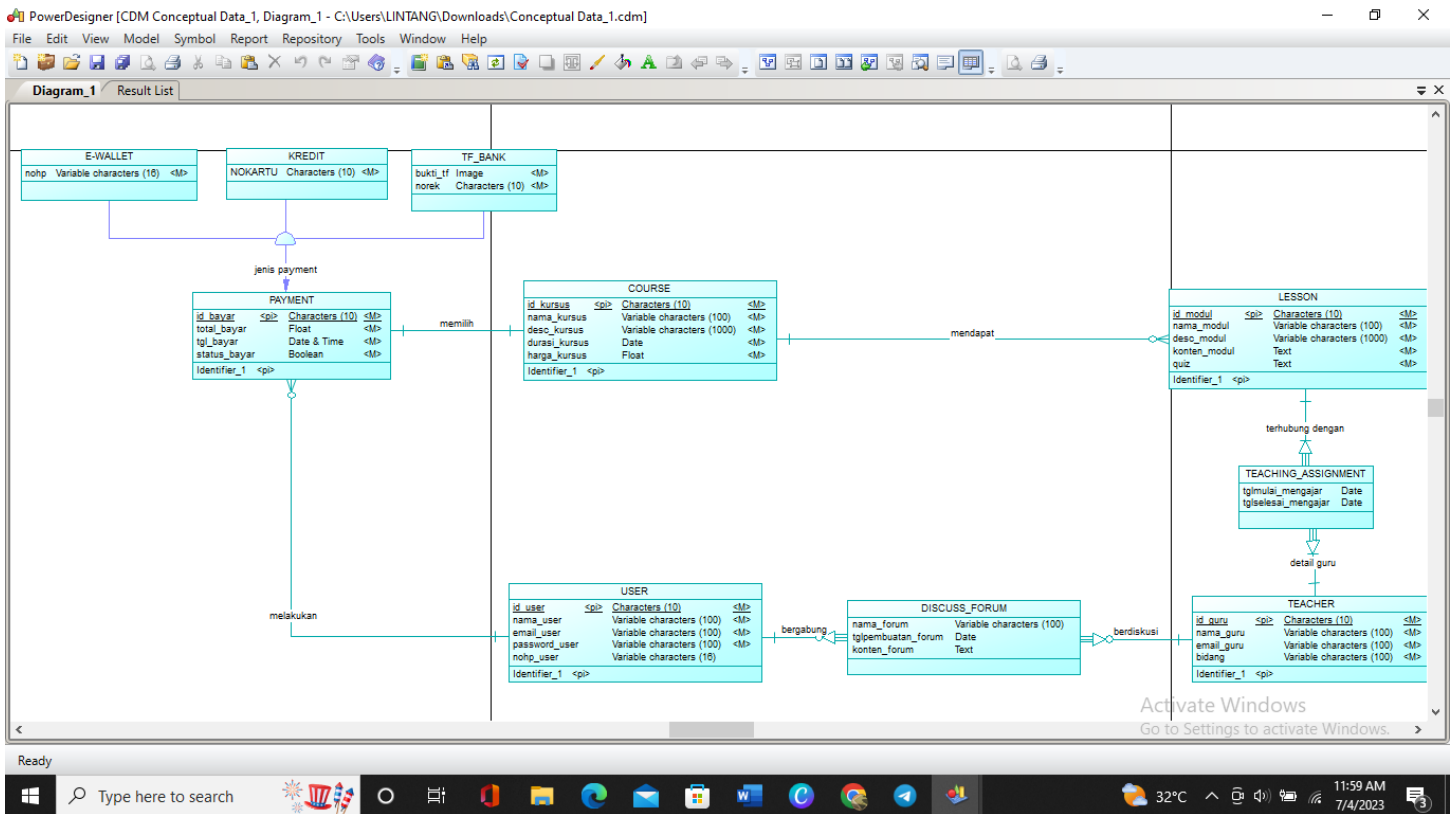 PowerDesigner [CDM Conceptual Data_1, Diagram_1 - C:\Users\LINTANG\Downloads\Conceptual Data_1.cdm]
File Edit View Model Symbol Report Repository Tools Window Help
Diagram_1 Result List
E-WALLET
nohp Variable characters (16) <M>
KREDIT
NOKARTU Characters (10) <M>
TF_BANK
bukti_tf Image <M>
norek Characters (10) <M>
jenis payment
PAYMENT
id_bayar <pi> Characters (10) <M>
total_bayar Float <M>
tgl_bayar Date & Time <M>
status_bayar Boolean <M>
Identifier_1 <pi>
memilih
COURSE
id_kursus <pi> Characters (10) <M>
nama_kursus Variable characters (100) <M>
desc_kursus Variable characters (1000) <M>
durasi_kursus Date <M>
harga_kursus Float <M>
Identifier_1 <pi>
mendapat
LESSON
id_modul <pi> Characters (10) <M>
nama_modul Variable characters (100) <M>
desc_modul Variable characters (1000) <M>
konten_modul Text <M>
quiz Text <M>
Identifier_1 <pi>
terhubung dengan
TEACHING_ASSIGNMENT
tglmulai_mengajar Date
tglselesai_mengajar Date
detail guru
melakukan
USER
id_user <pi> Characters (10) <M>
nama_user Variable characters (100) <M>
email_user Variable characters (100) <M>
password_user Variable characters (100) <M>
nohp_user Variable characters (16)
Identifier_1 <pi>
bergabung
DISCUSS_FORUM
nama_forum Variable characters (100)
tglpembuatan_forum Date
konten_forum Text
berdiskusi
TEACHER
id_guru <pi> Characters (10) <M>
nama_guru Variable characters (100) <M>
email_guru Variable characters (100) <M>
bidang Variable characters (100) <M>
Identifier_1 <pi>
Activate Windows
Go to Settings to activate Windows.
Ready
Type here to search
32°C
11:59 AM
7/4/2023
3